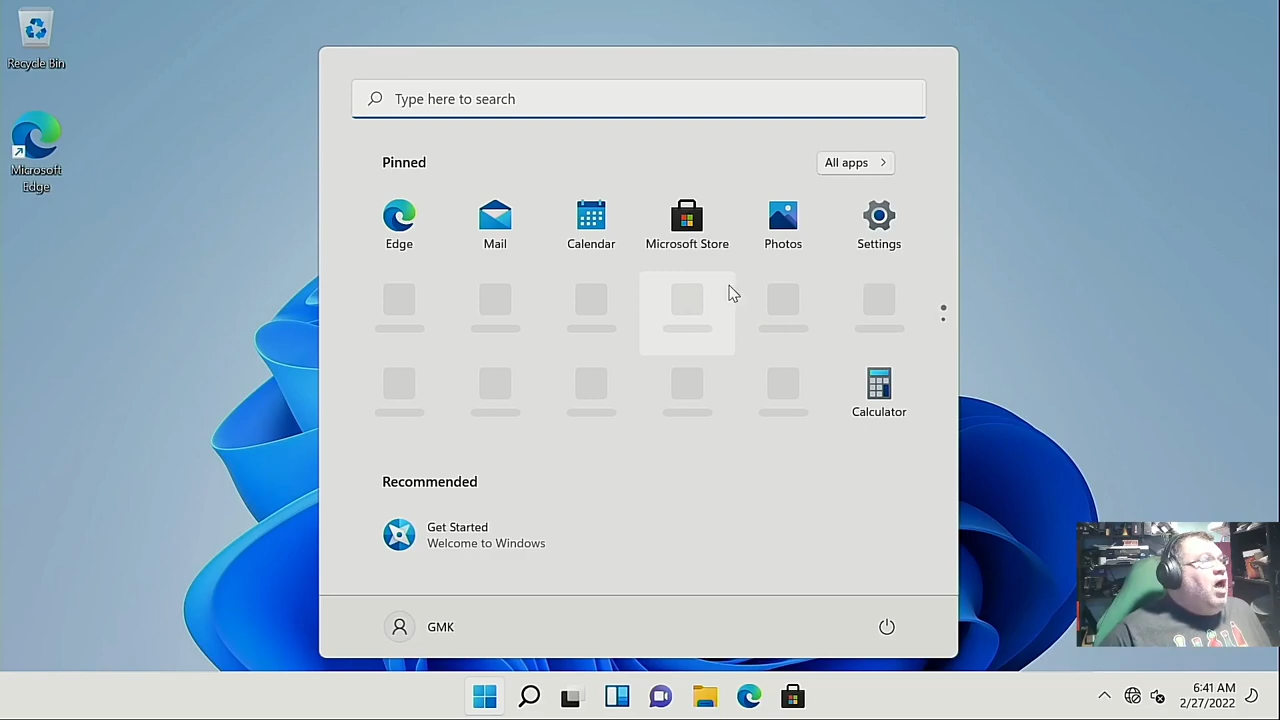 Recycle Bin
Microsoft
Edge
Type here to search
Pinned
All apps
Edge
Mail
Calendar
Microsoft Store
Photos
Settings
Calculator
Recommended
Get Started
Welcome to Windows
GMK
6:41 AM
2/27/2022